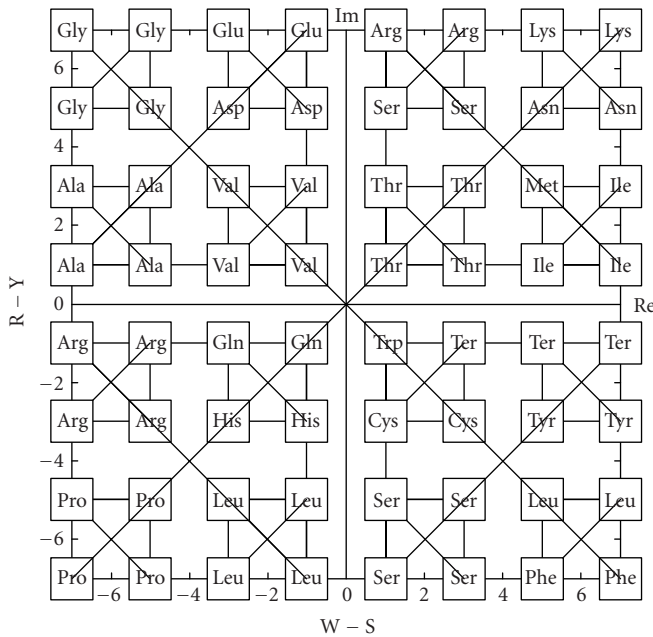 Im
Gly Gly Glu Glu Arg Arg Lys Lys
6
Gly Gly Asp Asp Ser Ser Asn Asn
4
Ala Ala Val Val Thr Thr Met Ile
2
Ala Ala Val Val Thr Thr Ile Ile
0 Re
R – Y
Arg Arg Gln Gln Trp Ter Ter Ter
−2
Arg Arg His His Cys Cys Tyr Tyr
−4
Pro Pro Leu Leu Ser Ser Leu Leu
−6
Pro Pro Leu Leu Ser Ser Phe Phe
−6 −4 −2 0 2 4 6
W – S